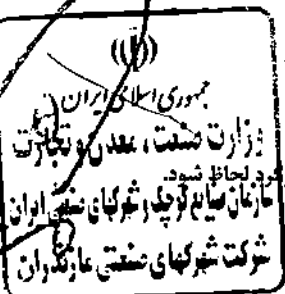 جمهوری اسلامی ایران
وزارت صنعت، معدن و تجارت
گردد لحاظ شود.
سازمان صنایع کوچک و شهرکهای صنعتی ایران
شرکت شهرکهای صنعتی مازندران